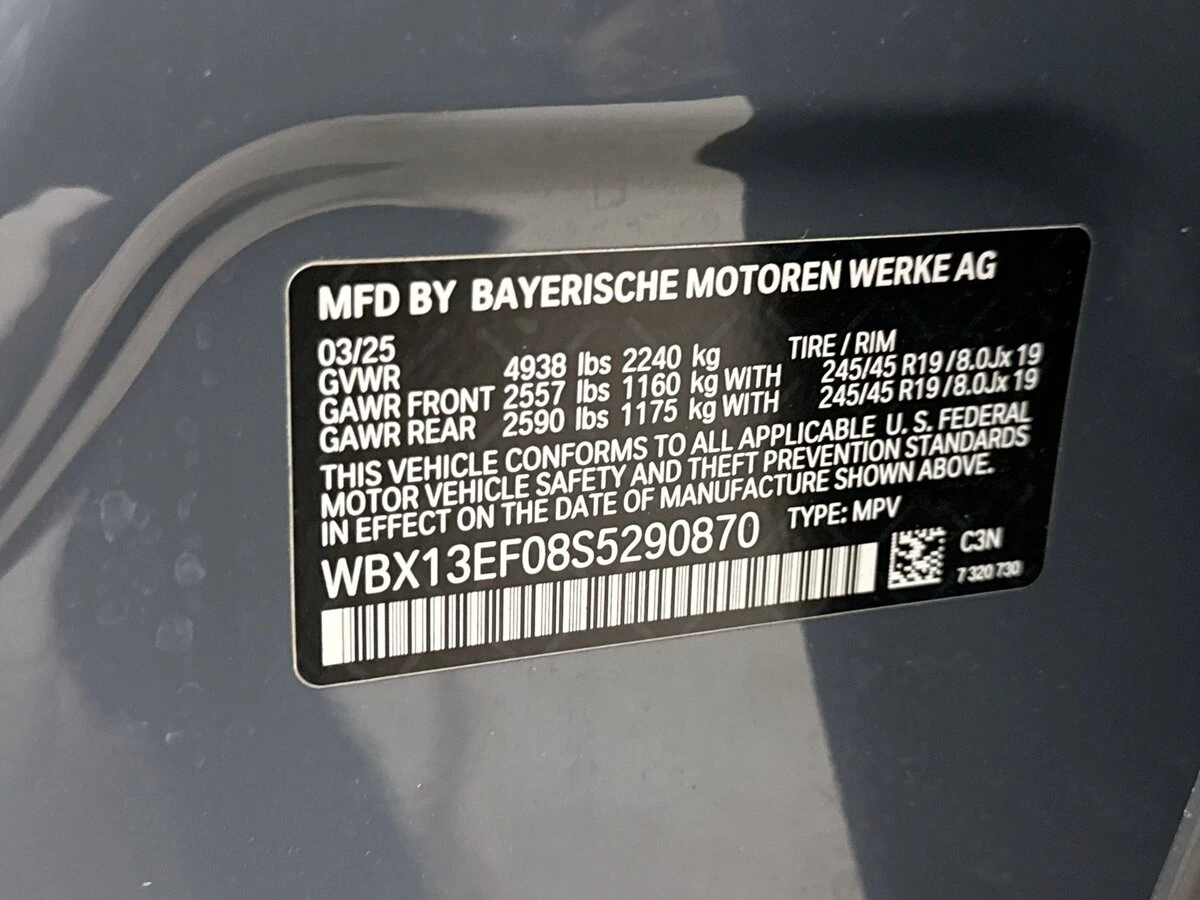 MFD BY BAYERISCHE MOTOREN WERKE AG
03/25
GVWR 4938 lbs 2240 kg TIRE / RIM
GAWR FRONT 2557 lbs 1160 kg WITH 245/45 R19 / 8.0Jx 19
GAWR REAR 2590 lbs 1175 kg WITH 245/45 R19 / 8.0Jx 19
THIS VEHICLE CONFORMS TO ALL APPLICABLE U. S. FEDERAL
MOTOR VEHICLE SAFETY AND THEFT PREVENTION STANDARDS
IN EFFECT ON THE DATE OF MANUFACTURE SHOWN ABOVE.
WBX13EF08S5290870 TYPE: MPV
C3N
7 320 730